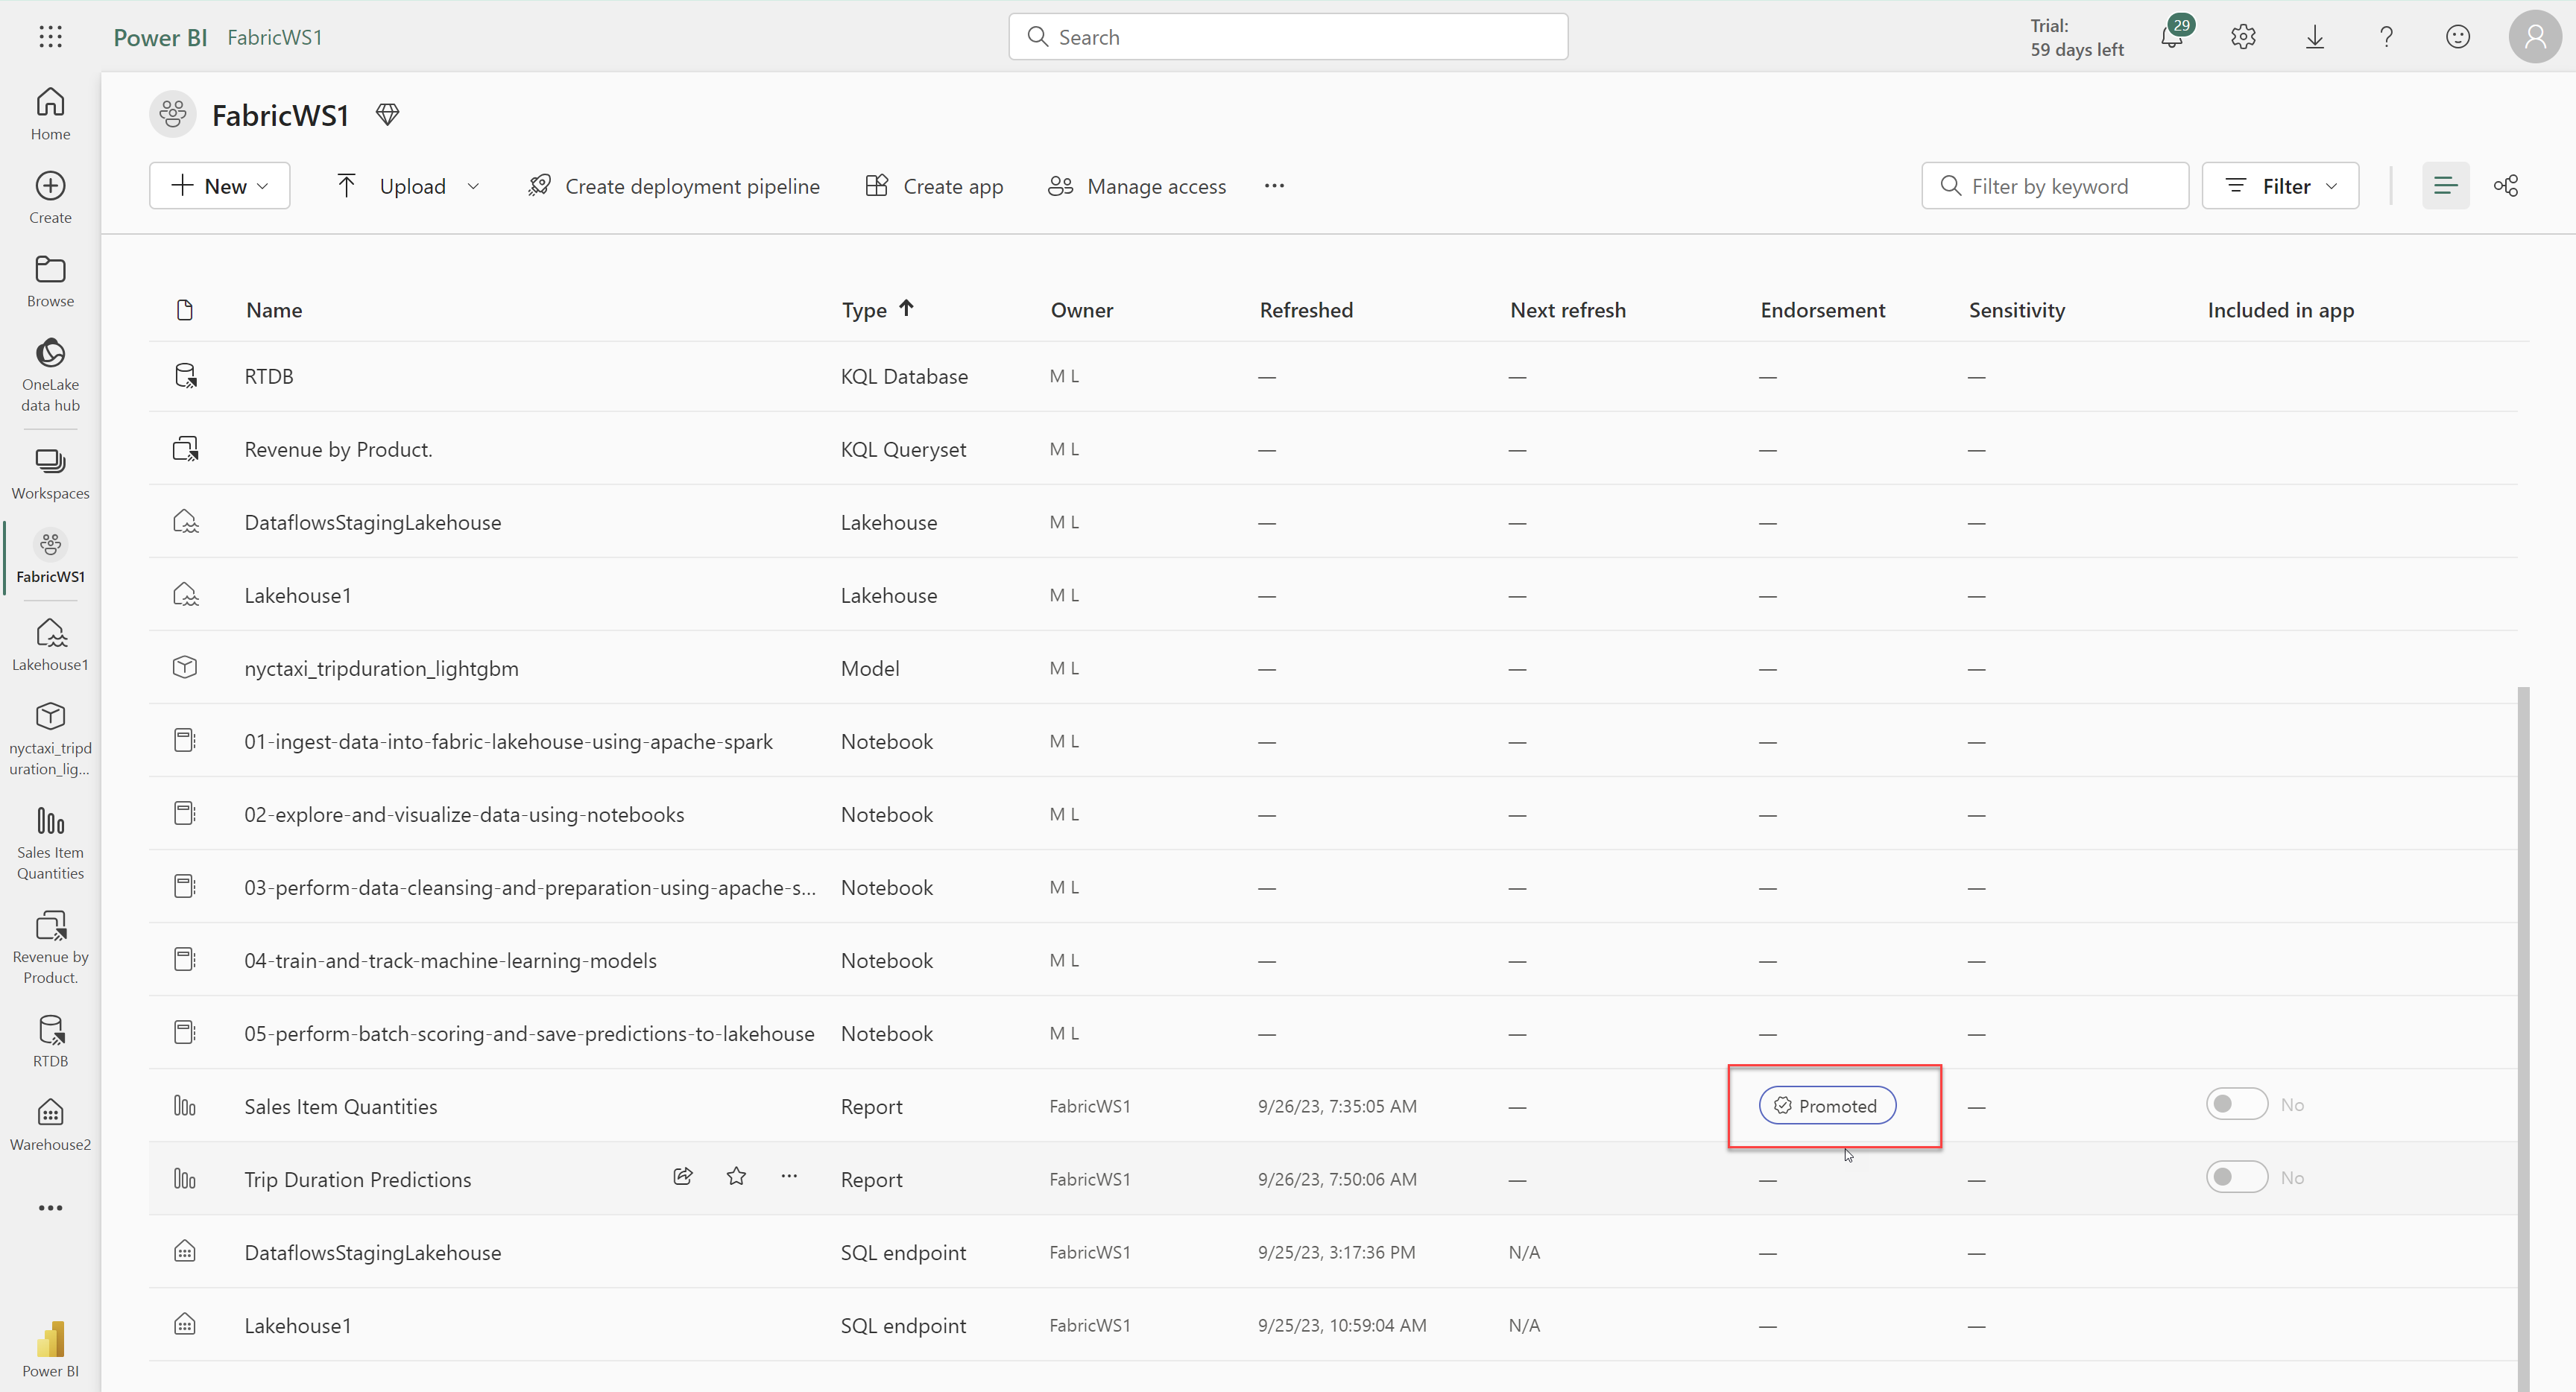 Power BI FabricWS1
Search
Trial:
59 days left
29
Home
Create
Browse
OneLake
data hub
Workspaces
FabricWS1
Lakehouse1
nyctaxi_tripd
uration_lig...
Sales Item
Quantities
Revenue by
Product.
RTDB
Warehouse2
Power BI
FabricWS1
New Upload Create deployment pipeline Create app Manage access Filter by keyword Filter
Name Type Owner Refreshed Next refresh Endorsement Sensitivity Included in app
RTDB KQL Database M L — — — —
Revenue by Product. KQL Queryset M L — — — —
DataflowsStagingLakehouse Lakehouse M L — — — —
Lakehouse1 Lakehouse M L — — — —
nyctaxi_tripduration_lightgbm Model M L — — — —
01-ingest-data-into-fabric-lakehouse-using-apache-spark Notebook M L — — — —
02-explore-and-visualize-data-using-notebooks Notebook M L — — — —
03-perform-data-cleansing-and-preparation-using-apache-s... Notebook M L — — — —
04-train-and-track-machine-learning-models Notebook M L — — — —
05-perform-batch-scoring-and-save-predictions-to-lakehouse Notebook M L — — — —
Sales Item Quantities Report FabricWS1 9/26/23, 7:35:05 AM — Promoted — No
Trip Duration Predictions Report FabricWS1 9/26/23, 7:50:06 AM — — — No
DataflowsStagingLakehouse SQL endpoint FabricWS1 9/25/23, 3:17:36 PM N/A — —
Lakehouse1 SQL endpoint FabricWS1 9/25/23, 10:59:04 AM N/A — —